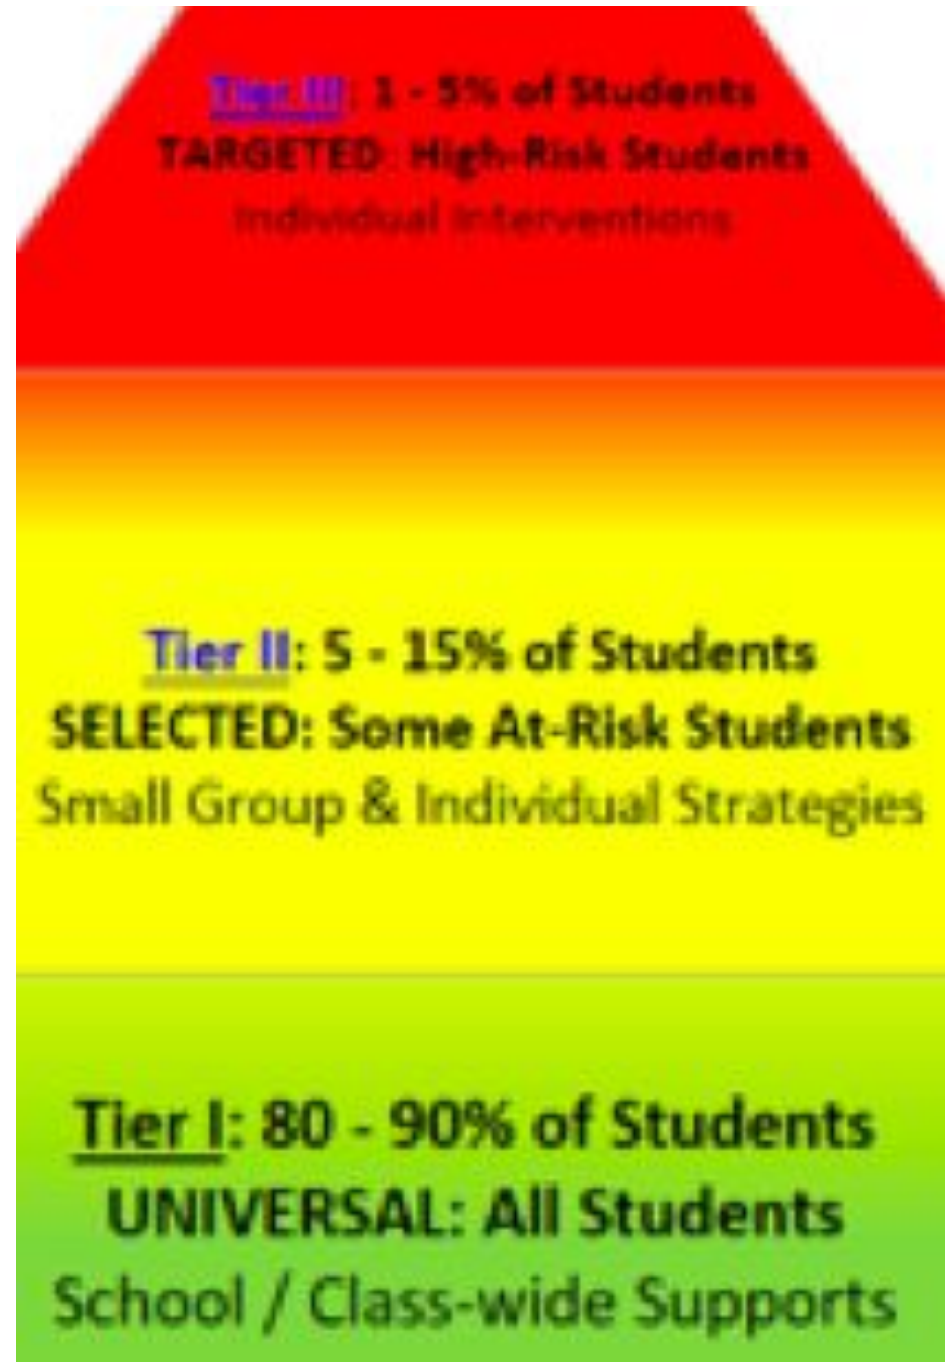 Tier III: 1 - 5% of Students
TARGETED: High-Risk Students
Individual Interventions
Tier II: 5 - 15% of Students
SELECTED: Some At-Risk Students
Small Group & Individual Strategies
Tier I: 80 - 90% of Students
UNIVERSAL: All Students
School / Class-wide Supports